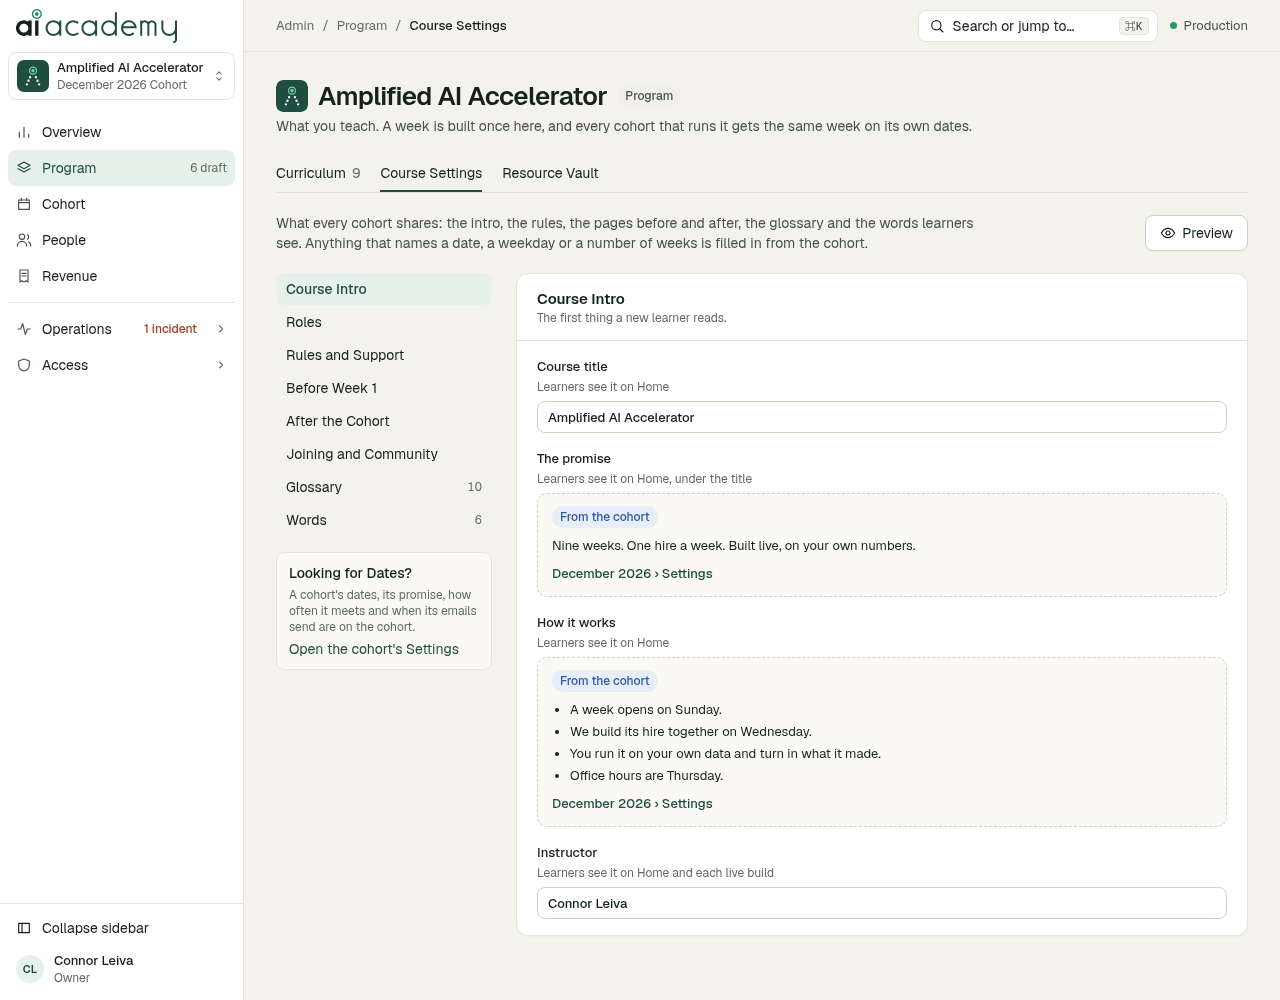 ai academy
Amplified AI Accelerator
December 2026 Cohort
Overview
Program 6 draft
Cohort
People
Revenue
Operations 1 incident
Access
Collapse sidebar
CL
Connor Leiva
Owner
Admin / Program / Course Settings
Search or jump to... ⌘K
Production
Amplified AI Accelerator Program
What you teach. A week is built once here, and every cohort that runs it gets the same week on its own dates.
Curriculum 9 Course Settings Resource Vault
What every cohort shares: the intro, the rules, the pages before and after, the glossary and the words learners
see. Anything that names a date, a weekday or a number of weeks is filled in from the cohort.
Preview
Course Intro
Roles
Rules and Support
Before Week 1
After the Cohort
Joining and Community
Glossary 10
Words 6
Looking for Dates?
A cohort's dates, its promise, how
often it meets and when its emails
send are on the cohort.
Open the cohort's Settings
Course Intro
The first thing a new learner reads.
Course title
Learners see it on Home
Amplified AI Accelerator
The promise
Learners see it on Home, under the title
From the cohort
Nine weeks. One hire a week. Built live, on your own numbers.
December 2026 › Settings
How it works
Learners see it on Home
From the cohort
• A week opens on Sunday.
• We build its hire together on Wednesday.
• You run it on your own data and turn in what it made.
• Office hours are Thursday.
December 2026 › Settings
Instructor
Learners see it on Home and each live build
Connor Leiva